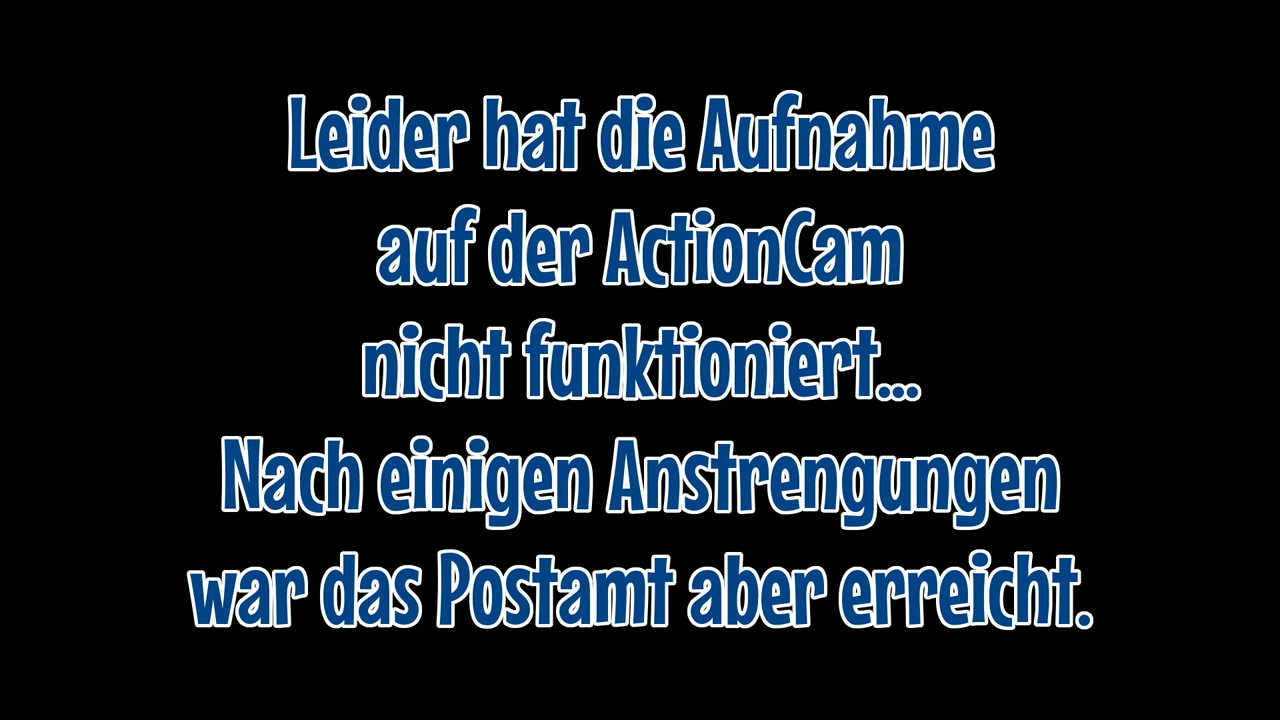 Leider hat die Aufnahme
auf der ActionCam
nicht funktioniert...
Nach einigen Anstrengungen
war das Postamt aber erreicht.